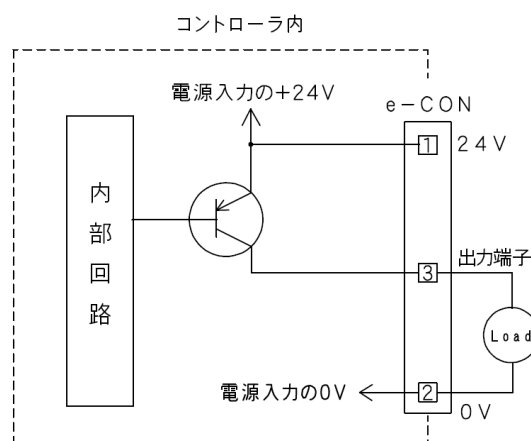 コントローラ内
電源入力の+24V
e-CON
1
24V
内部回路
3
出力端子
Load
電源入力の0V
2
0V